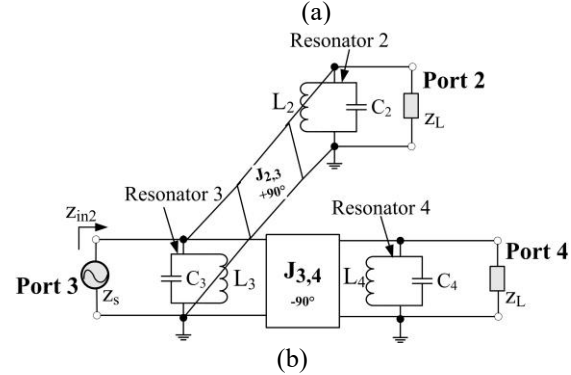 (a)
Resonator 2
Port 2
L2
C2
zL
J2,3
+90°
Resonator 3
Resonator 4
zin2
Port 4
Port 3
zs
C3
L3
J3,4
-90°
L4
C4
zL
(b)